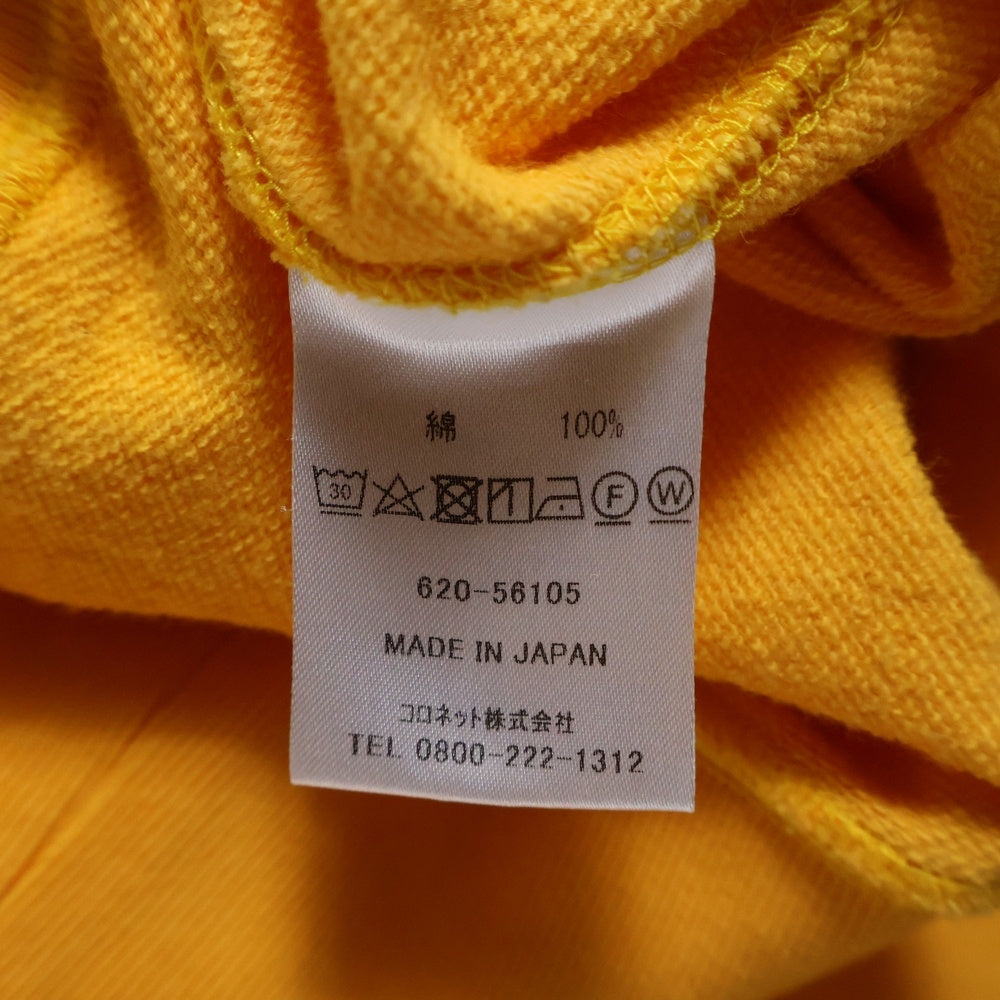 綿 100%
30 F W
620-56105
MADE IN JAPAN
コロネット株式会社
TEL 0800-222-1312